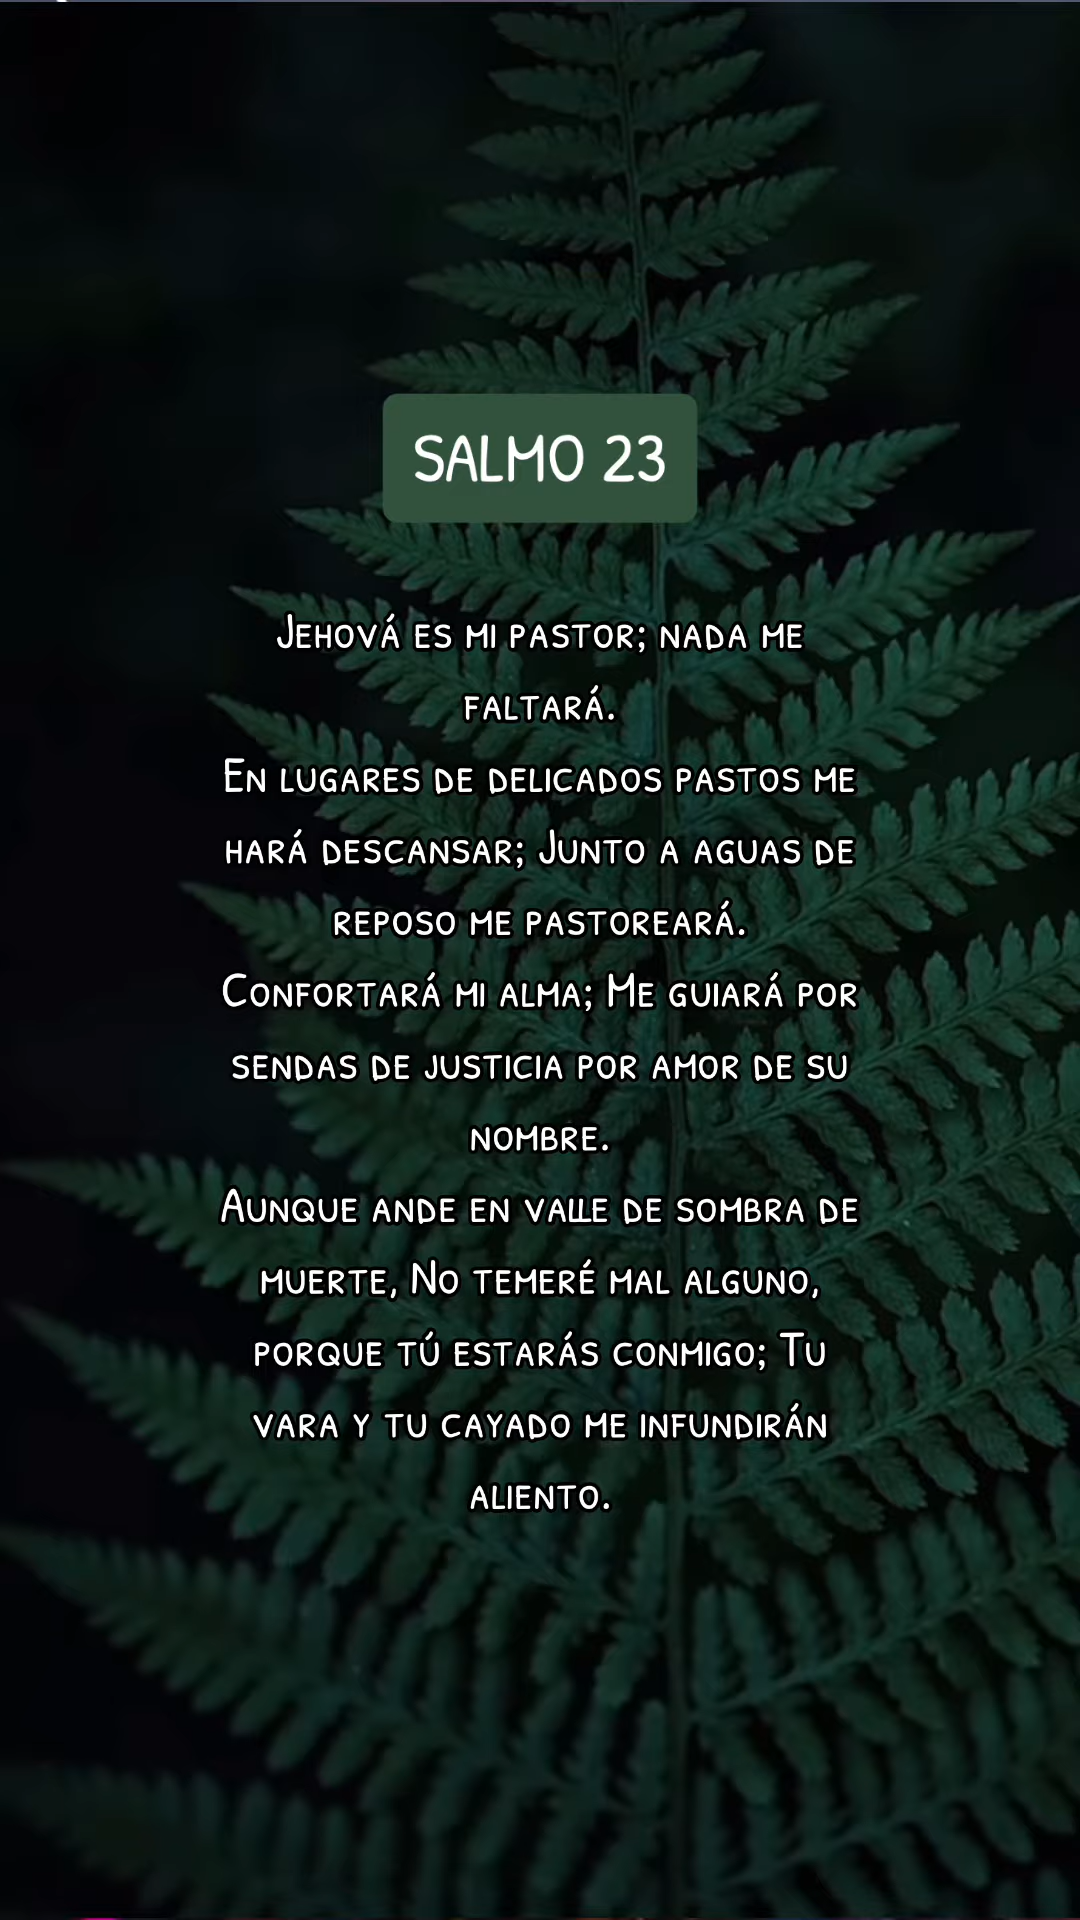 SALMO 23
Jehová es mi pastor; nada me
faltará.
En lugares de delicados pastos me
hará descansar; Junto a aguas de
reposo me pastoreará.
Confortará mi alma; Me guiará por
sendas de justicia por amor de su
nombre.
Aunque ande en valle de sombra de
muerte, No temeré mal alguno,
porque tú estarás conmigo; Tu
vara y tu cayado me infundirán
aliento.